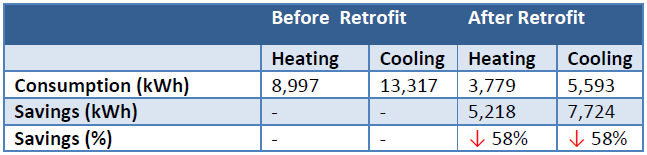 Before Retrofit After Retrofit
Heating Cooling Heating Cooling
Consumption (kWh) 8,997 13,317 3,779 5,593
Savings (kWh) - - 5,218 7,724
Savings (%) - - ↓ 58% ↓ 58%